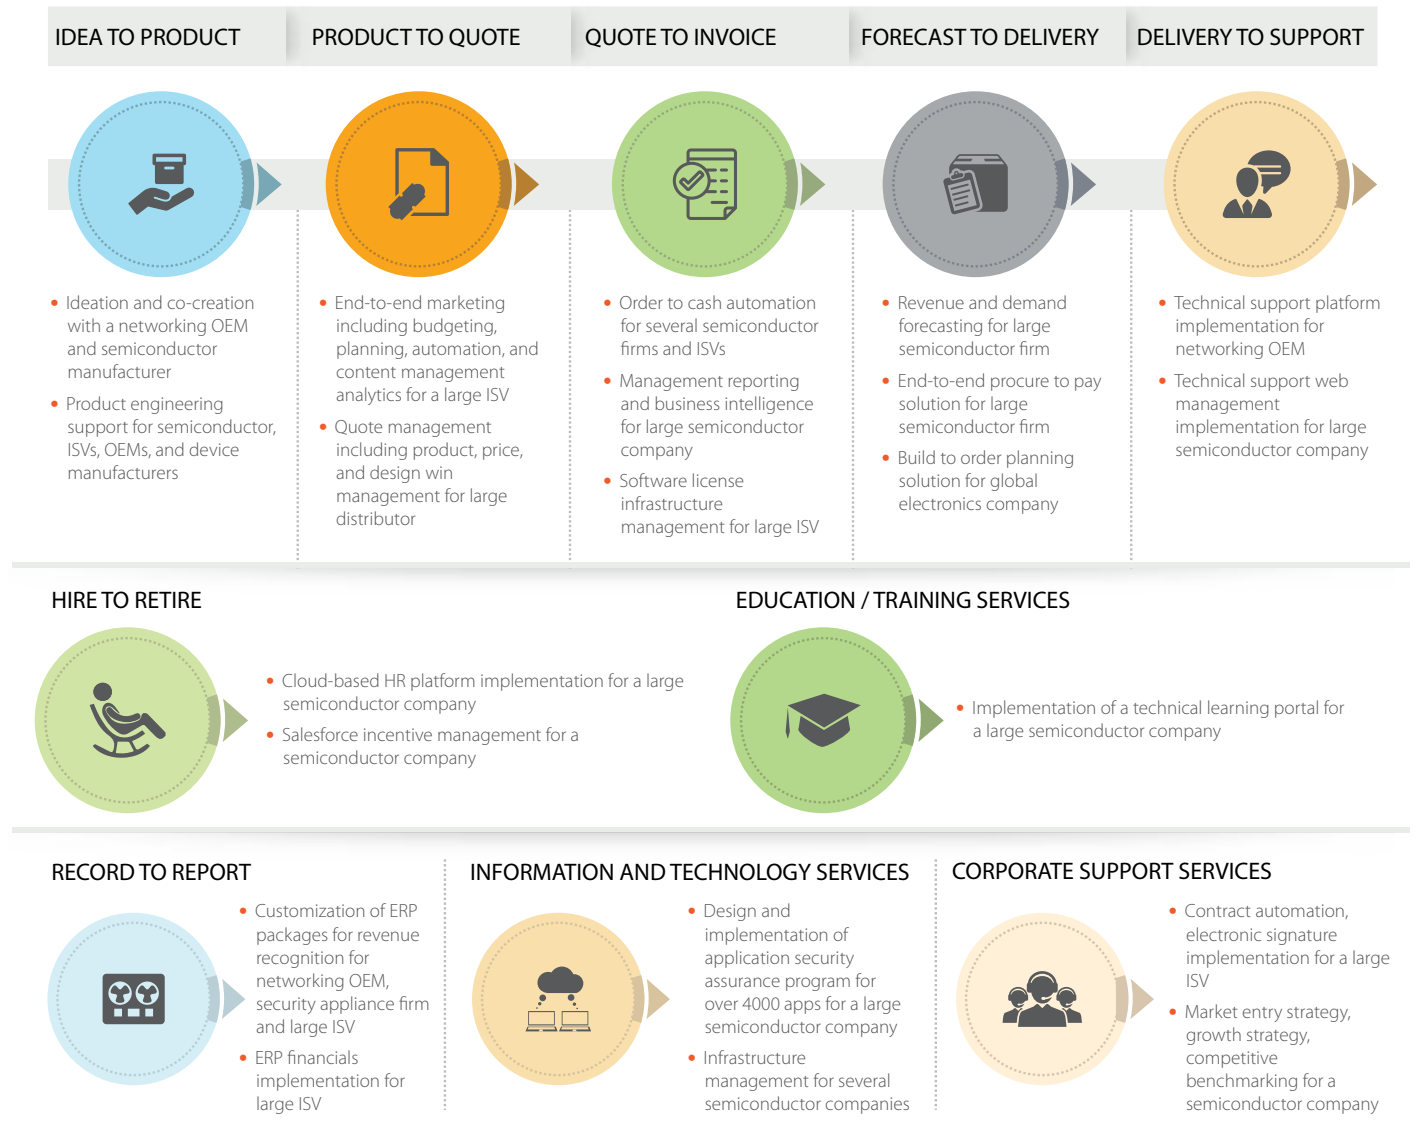 IDEA TO PRODUCT
PRODUCT TO QUOTE
QUOTE TO INVOICE
FORECAST TO DELIVERY
DELIVERY TO SUPPORT
• Ideation and co-creation
with a networking OEM
and semiconductor
manufacturer
• Product engineering
support for semiconductor,
ISVs, OEMs, and device
manufacturers
• End-to-end marketing
including budgeting,
planning, automation, and
content management
analytics for a large ISV
• Quote management
including product, price,
and design win
management for large
distributor
• Order to cash automation
for several semiconductor
firms and ISVs
• Management reporting
and business intelligence
for large semiconductor
company
• Software license
infrastructure
management for large ISV
• Revenue and demand
forecasting for large
semiconductor firm
• End-to-end procure to pay
solution for large
semiconductor firm
• Build to order planning
solution for global
electronics company
• Technical support platform
implementation for
networking OEM
• Technical support web
management
implementation for large
semiconductor company
HIRE TO RETIRE
• Cloud-based HR platform implementation for a large
semiconductor company
• Salesforce incentive management for a
semiconductor company
EDUCATION / TRAINING SERVICES
• Implementation of a technical learning portal for
a large semiconductor company
RECORD TO REPORT
• Customization of ERP
packages for revenue
recognition for
networking OEM,
security appliance firm
and large ISV
• ERP financials
implementation for
large ISV
INFORMATION AND TECHNOLOGY SERVICES
• Design and
implementation of
application security
assurance program for
over 4000 apps for a large
semiconductor company
• Infrastructure
management for several
semiconductor companies
CORPORATE SUPPORT SERVICES
• Contract automation,
electronic signature
implementation for a large
ISV
• Market entry strategy,
growth strategy,
competitive
benchmarking for a
semiconductor company